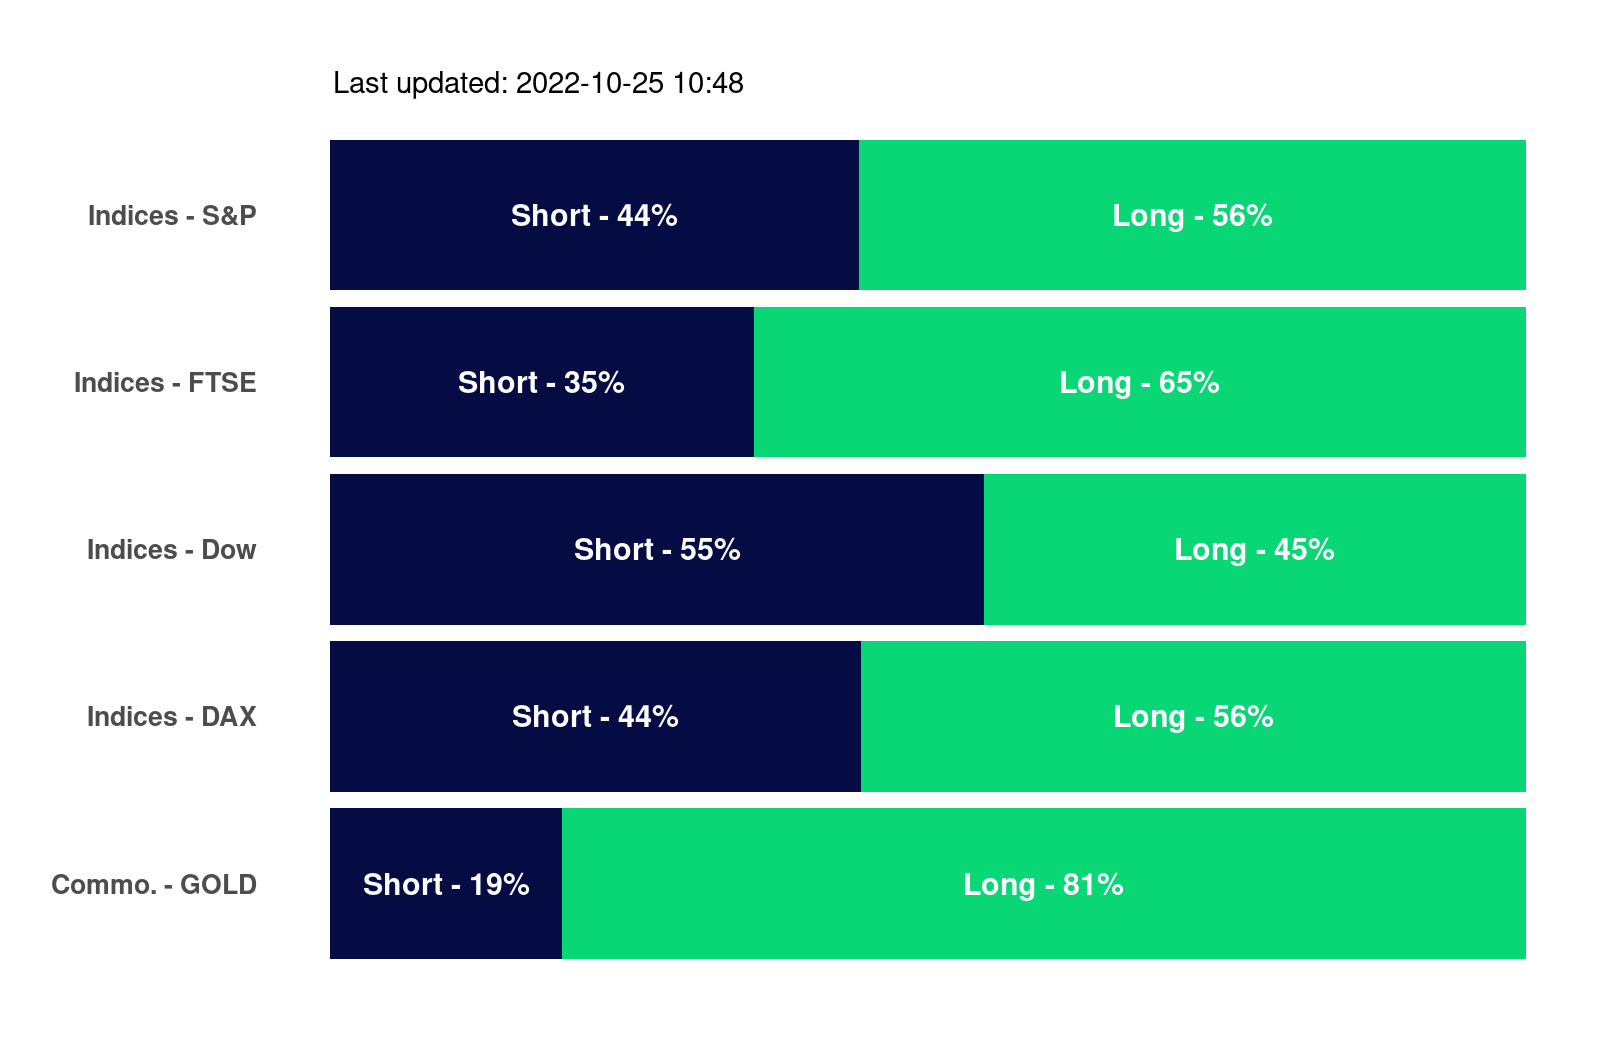 Last updated: 2022-10-25 10:48
Indices - S&P Short - 44% Long - 56%
Indices - FTSE Short - 35% Long - 65%
Indices - Dow Short - 55% Long - 45%
Indices - DAX Short - 44% Long - 56%
Commo. - GOLD Short - 19% Long - 81%